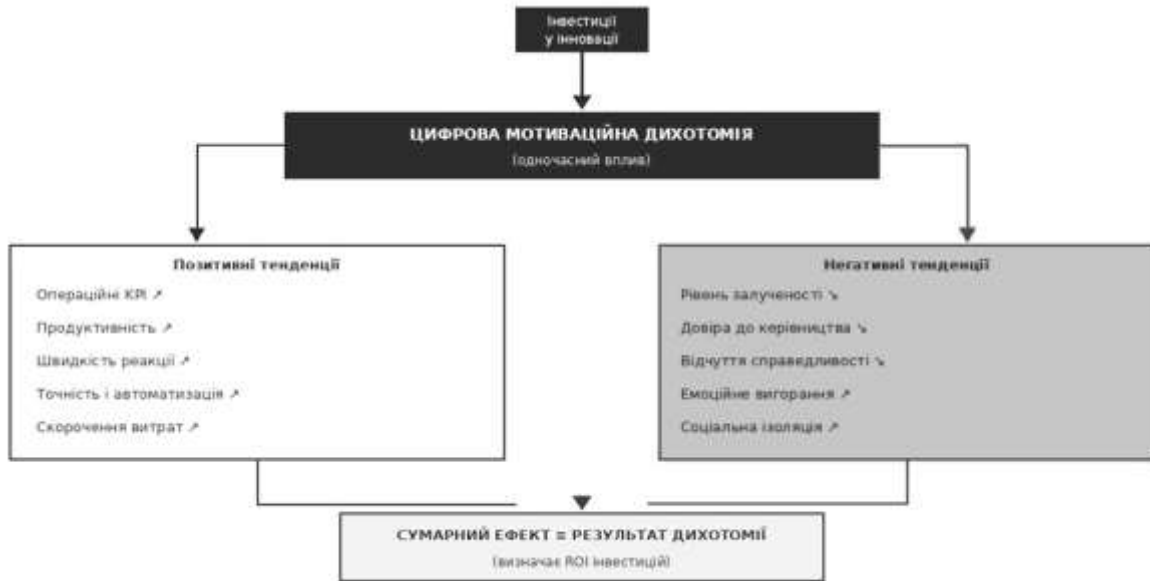 Інвестиції
у інновації
ЦИФРОВА МОТИВАЦІЙНА ДИХОТОМІЯ
(одночасний вплив)
Позитивні тенденції
Операційні KPI ↗
Продуктивність ↗
Швидкість реакції ↗
Точність і автоматизація ↗
Скорочення витрат ↗
Негативні тенденції
Рівень залученості ↘
Довіра до керівництва ↘
Відчуття справедливості ↘
Емоційне вигорання ↗
Соціальна ізоляція ↗
СУМАРНИЙ ЕФЕКТ = РЕЗУЛЬТАТ ДИХОТОМІЇ
(визначає ROI інвестицій)